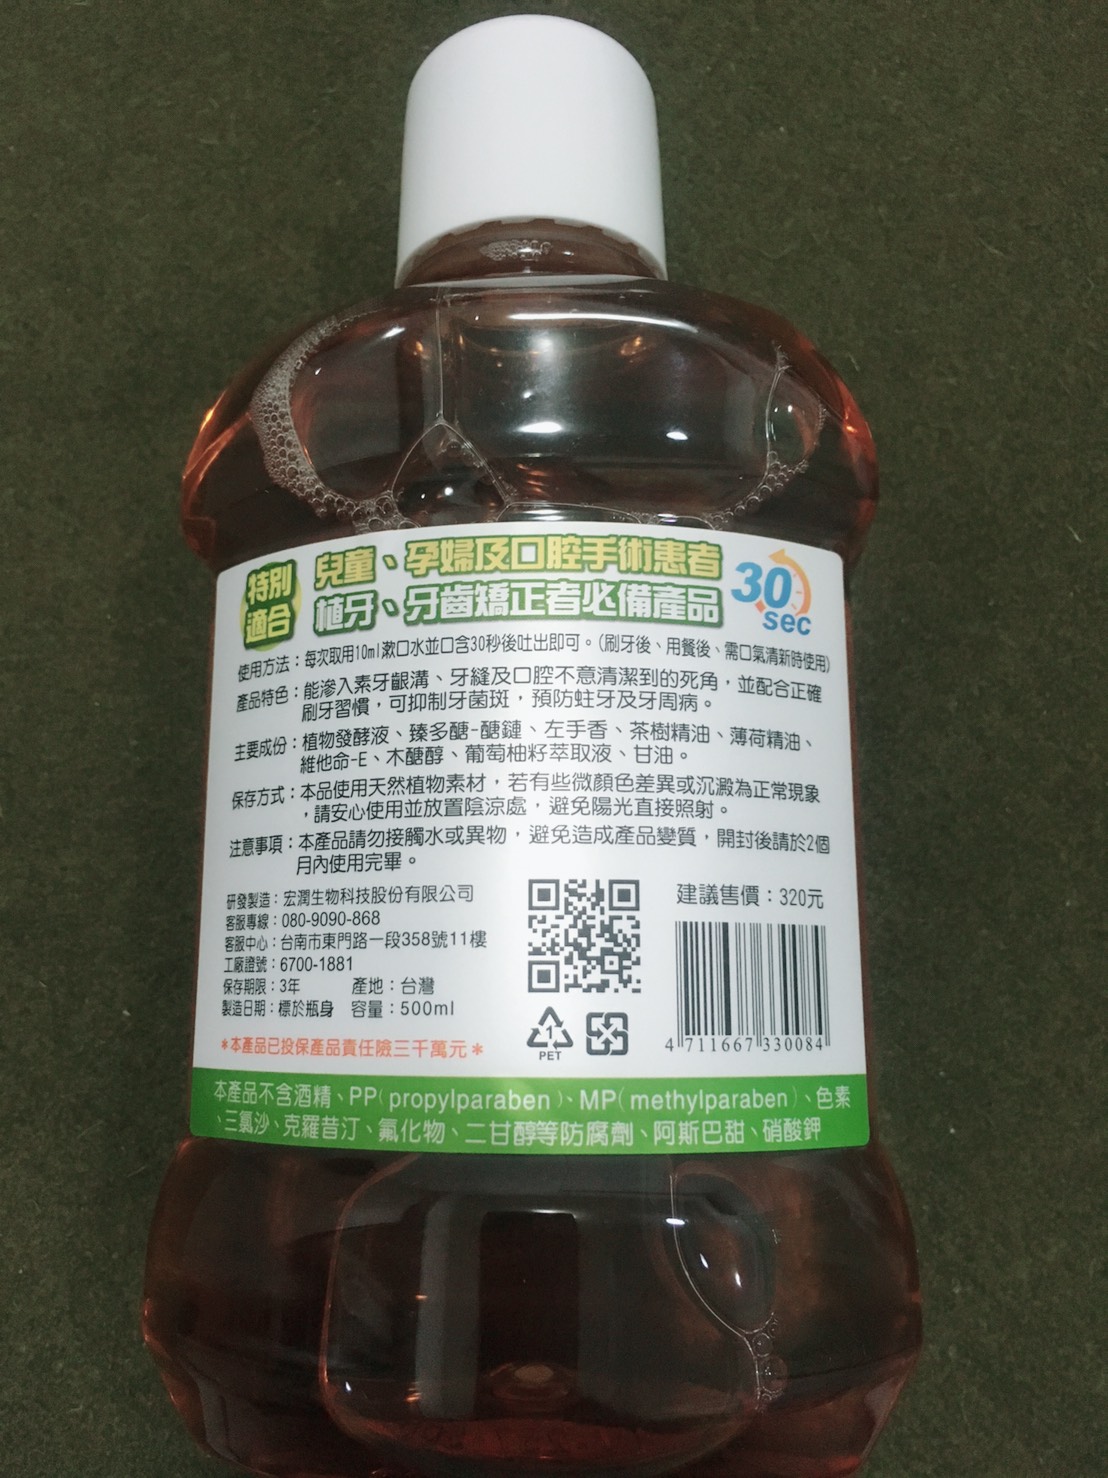 特別
適合
兒童、孕婦及口腔手術患者
植牙、牙齒矯正者必備產品
30
sec
使用方法：每次取用10ml漱口水並口含30秒後吐出即可。(刷牙後、用餐後、需口氣清新時使用)
產品特色：能滲入素牙齦溝、牙縫及口腔不意清潔到的死角，並配合正確
刷牙習慣，可抑制牙菌斑，預防蛀牙及牙周病。
主要成份：植物發酵液、臻多醣-醣鏈、左手香、茶樹精油、薄荷精油、
維他命-E、木醣醇、葡萄柚籽萃取液、甘油。
保存方式：本品使用天然植物素材，若有些微顏色差異或沉澱為正常現象
，請安心使用並放置陰涼處，避免陽光直接照射。
注意事項：本產品請勿接觸水或異物，避免造成產品變質，開封後請於2個
月內使用完畢。
研發製造：宏潤生物科技股份有限公司
客服專線：080-9090-868
客服中心：台南市東門路一段358號11樓
工廠證號：6700-1881
保存期限：3年 產地：台灣
製造日期：標於瓶身 容量：500ml
＊本產品已投保產品責任險三千萬元＊
建議售價：320元
1
PET
4 711667 330084
本產品不含酒精、PP(propylparaben)、MP(methylparaben)、色素
、三氯沙、克羅昔汀、氟化物、二甘醇等防腐劑、阿斯巴甜、硝酸鉀